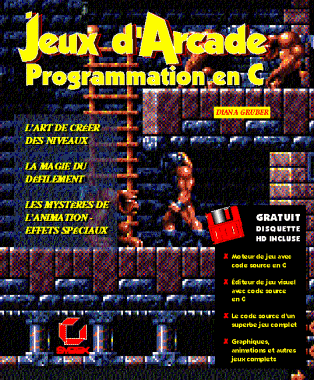 Jeux d'Arcade
Programmation en C
DIANA GRUBER
L'ART DE CRÉER
DES NIVEAUX
LA MAGIE DU
DÉFILEMENT
LES MYSTÈRES DE
L'ANIMATION -
EFFETS SPÉCIAUX
GRATUIT
DISQUETTE
HD INCLUSE
Moteur de jeu avec
code source en C
Éditeur de jeu visuel
avec code source
en C
Le code source d'un
superbe jeu complet
Graphiques,
animations et autres
jeux complets
SYBEX